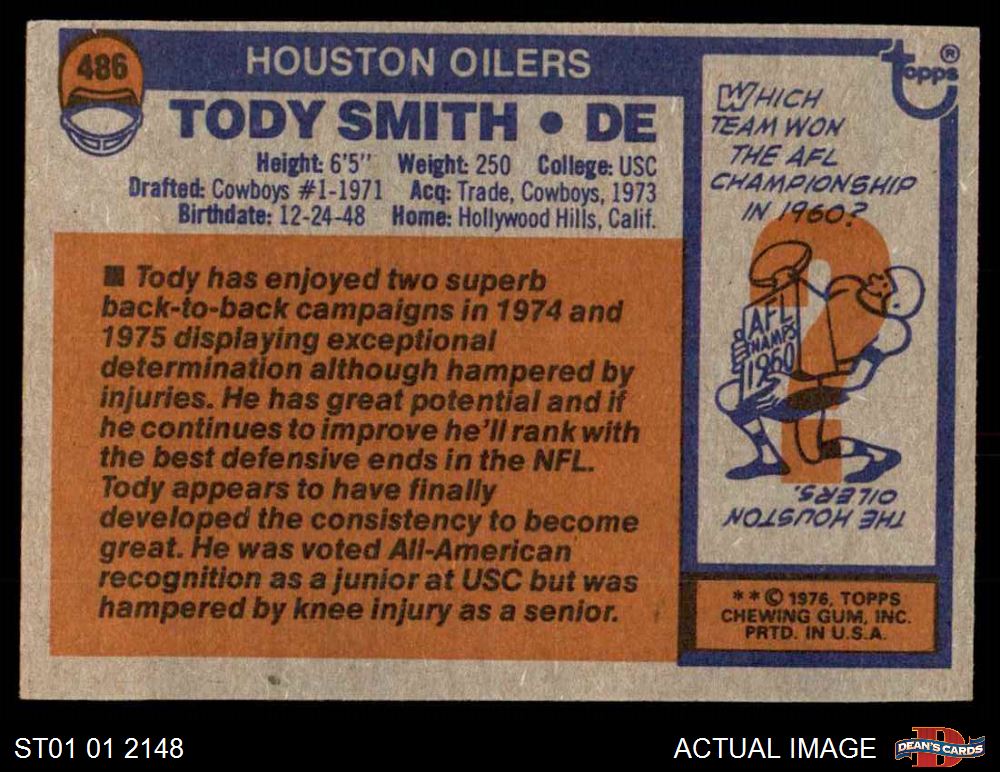 486
HOUSTON OILERS
TODY SMITH • DE
Height: 6'5" Weight: 250 College: USC
Drafted: Cowboys #1-1971 Acq: Trade, Cowboys, 1973
Birthdate: 12-24-48 Home: Hollywood Hills, Calif.
■ Tody has enjoyed two superb
back-to-back campaigns in 1974 and
1975 displaying exceptional
determination although hampered by
injuries. He has great potential and if
he continues to improve he'll rank with
the best defensive ends in the NFL.
Tody appears to have finally
developed the consistency to become
great. He was voted All-American
recognition as a junior at USC but was
hampered by knee injury as a senior.
topps®
WHICH
TEAM WON
THE AFL
CHAMPIONSHIP
IN 1960?
AFL
CHAMPS
1960
THE HOUSTON
OILERS.
**© 1976, TOPPS
CHEWING GUM, INC.
PRTD. IN U.S.A.
ST01 01 2148
ACTUAL IMAGE
D
DEAN'S CARDS